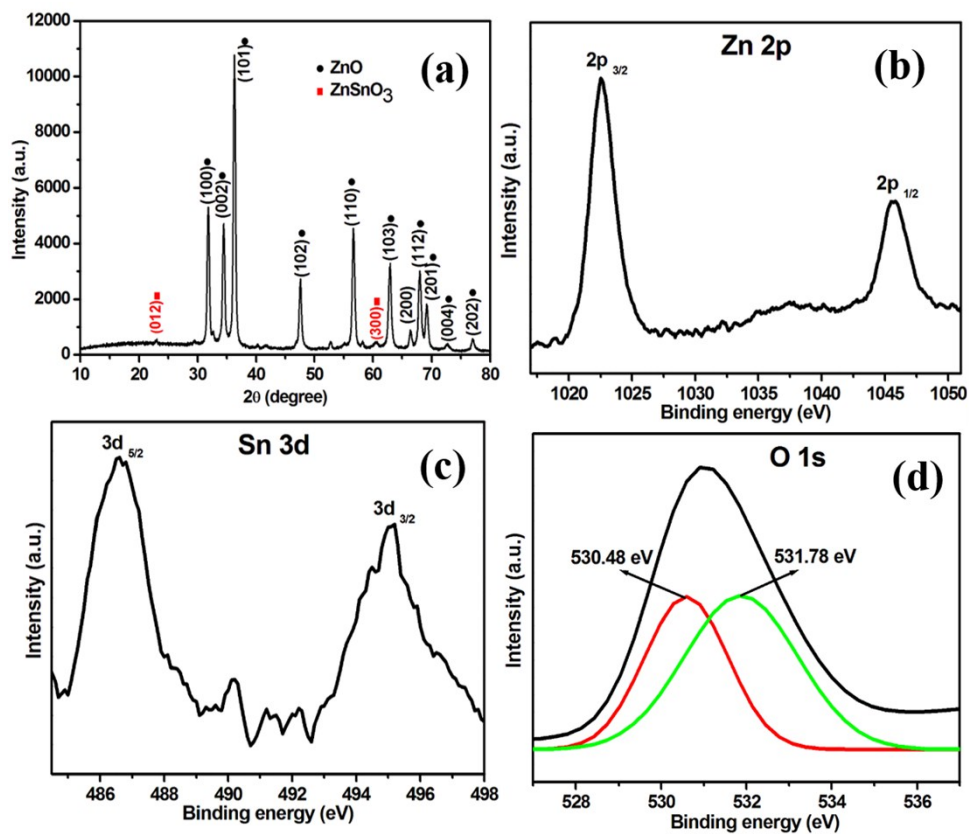 (a)
12000
10000
8000
6000
4000
2000
0
Intensity (a.u.)
● ZnO
■ ZnSnO3
(012)■
(100)●
(002)●
(101)●
(102)●
(110)●
(300)■
(103)●
(200)
(112)●
(201)●
(004)●
(202)●
10 20 30 40 50 60 70 80
2θ (degree)
Zn 2p
(b)
2p 3/2
2p 1/2
Intensity (a.u.)
1020 1025 1030 1035 1040 1045 1050
Binding energy (eV)
Sn 3d
(c)
3d 5/2
3d 3/2
Intensity (a.u.)
486 488 490 492 494 496 498
Binding energy (eV)
O 1s
(d)
530.48 eV
531.78 eV
Intensity (a.u.)
528 530 532 534 536
Binding energy (eV)